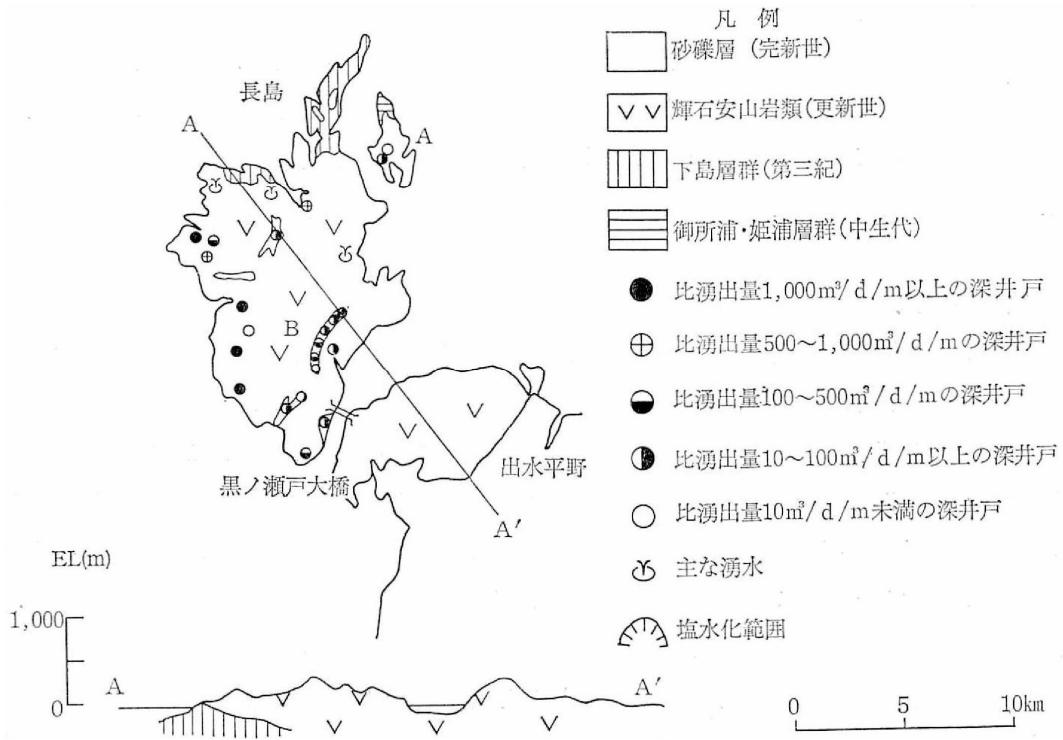 凡 例
砂礫層 (完新世)
輝石安山岩類(更新世)
下島層群(第三紀)
御所浦・姫浦層群(中生代)
比湧出量1,000m³/d/m以上の深井戸
比湧出量500〜1,000m³/d/mの深井戸
比湧出量100〜500m³/d/mの深井戸
比湧出量10〜100m³/d/m以上の深井戸
比湧出量10m³/d/m未満の深井戸
主な湧水
塩水化範囲
長島
A
A
B
黒ノ瀬戸大橋
出水平野
A′
EL(m)
1,000
0
A
A′
0 5 10km